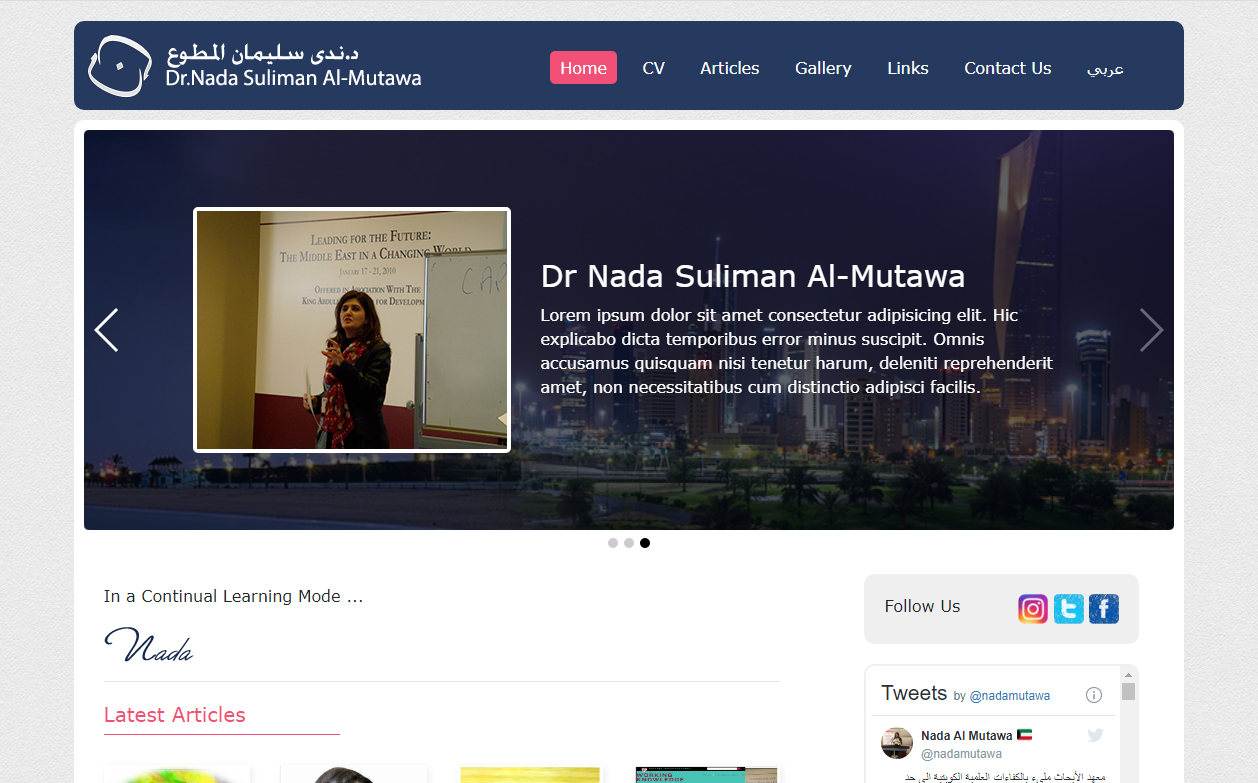 د.ندى سليمان المطوع
Dr.Nada Suliman Al-Mutawa
Home
CV
Articles
Gallery
Links
Contact Us
عربي
LEADING FOR THE FUTURE:
THE MIDDLE EAST IN A CHANGING WORLD
JANUARY 17 - 21, 2010
OFFERED IN ASSOCIATION WITH THE
KING ABDULL
FOR DEVELOPM
CAP
Dr Nada Suliman Al-Mutawa
Lorem ipsum dolor sit amet consectetur adipisicing elit. Hic
explicabo dicta temporibus error minus suscipit. Omnis
accusamus quisquam nisi tenetur harum, deleniti reprehenderit
amet, non necessitatibus cum distinctio adipisci facilis.
In a Continual Learning Mode ...
Nada
Latest Articles
WORKING
KNOWLEDGE
Follow Us
Tweets by @nadamutawa
Nada Al Mutawa
@nadamutawa
معهد الأبحاث مليء بالكفاءات العلمية الكويتية الى حد